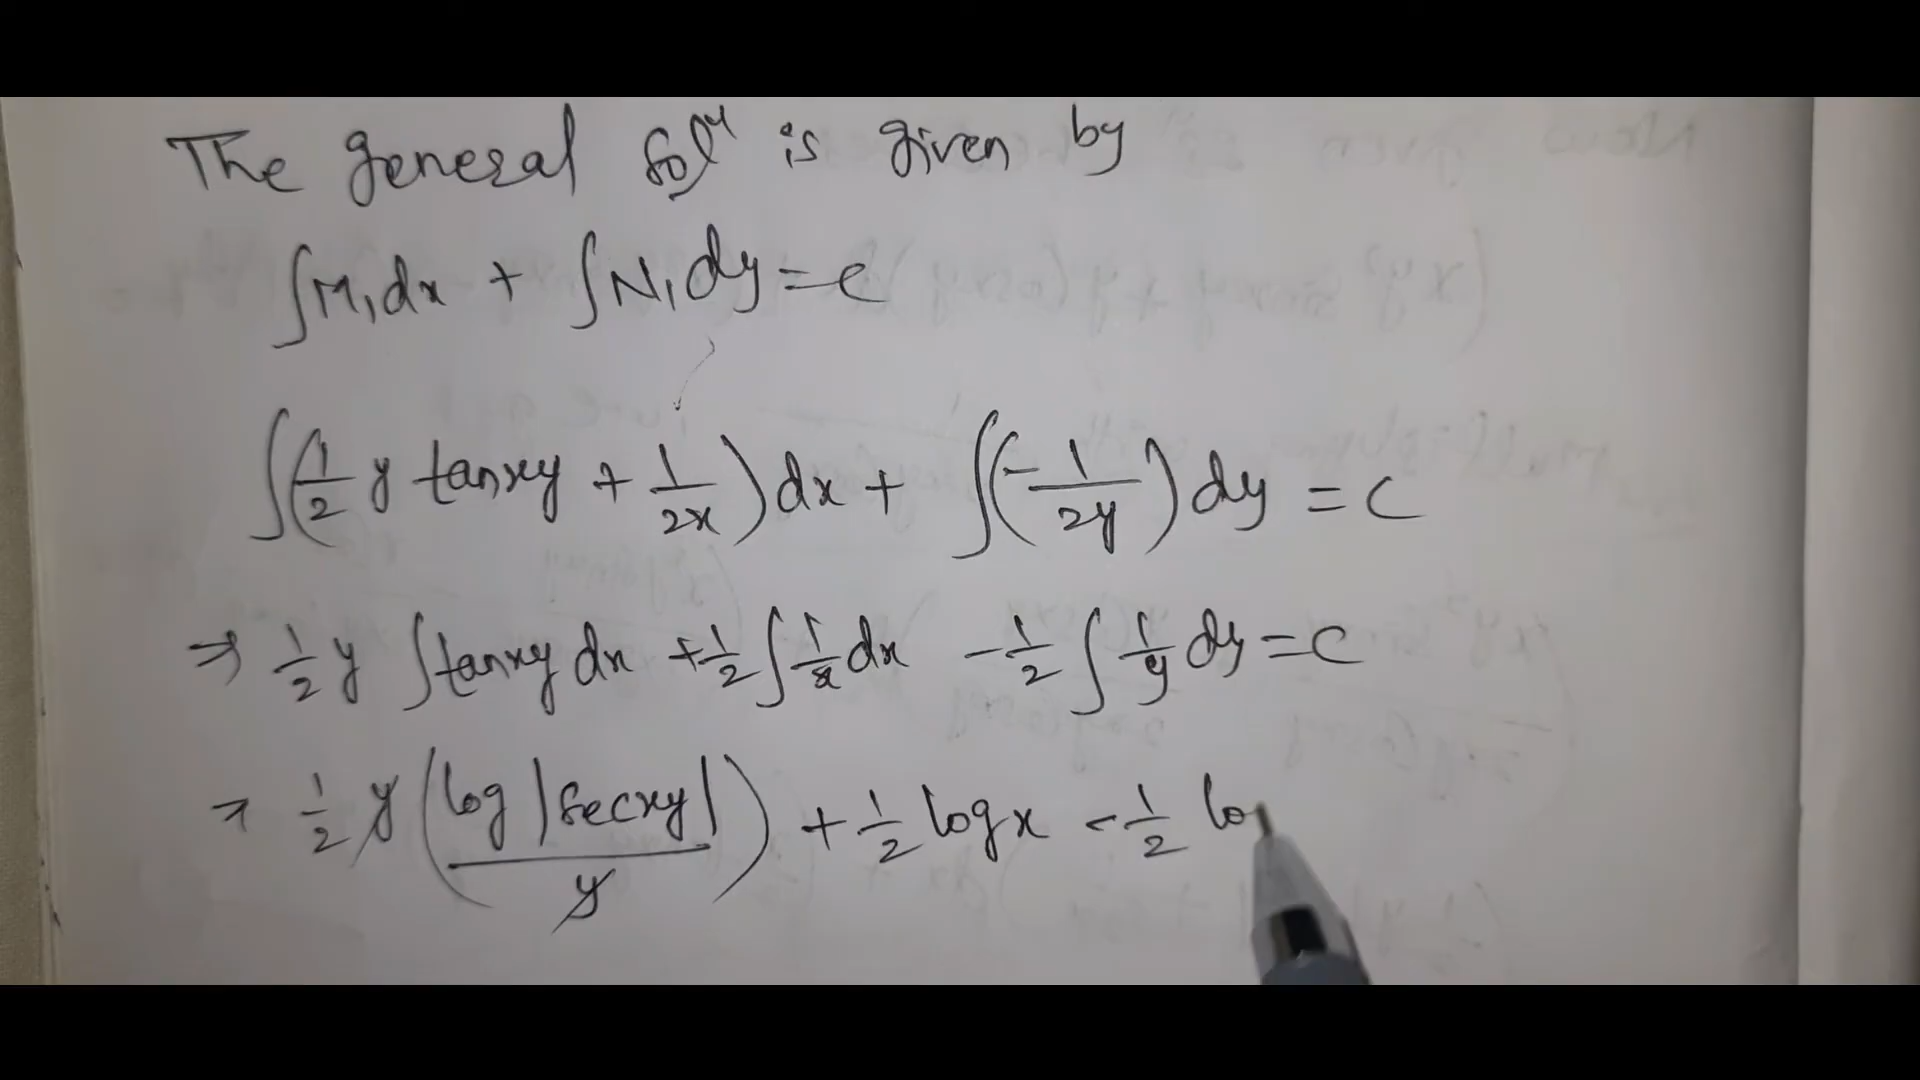 The general solⁿ is given by
∫M₁dx + ∫N₁dy = c
∫(1/2 y tanxy + 1/2x)dx + ∫(-1/2y)dy = c
⇒ 1/2 y ∫tanxy dx + 1/2 ∫1/x dx - 1/2 ∫1/y dy = c
⇒ 1/2 y (log|secxy|/y) + 1/2 logx - 1/2 lo